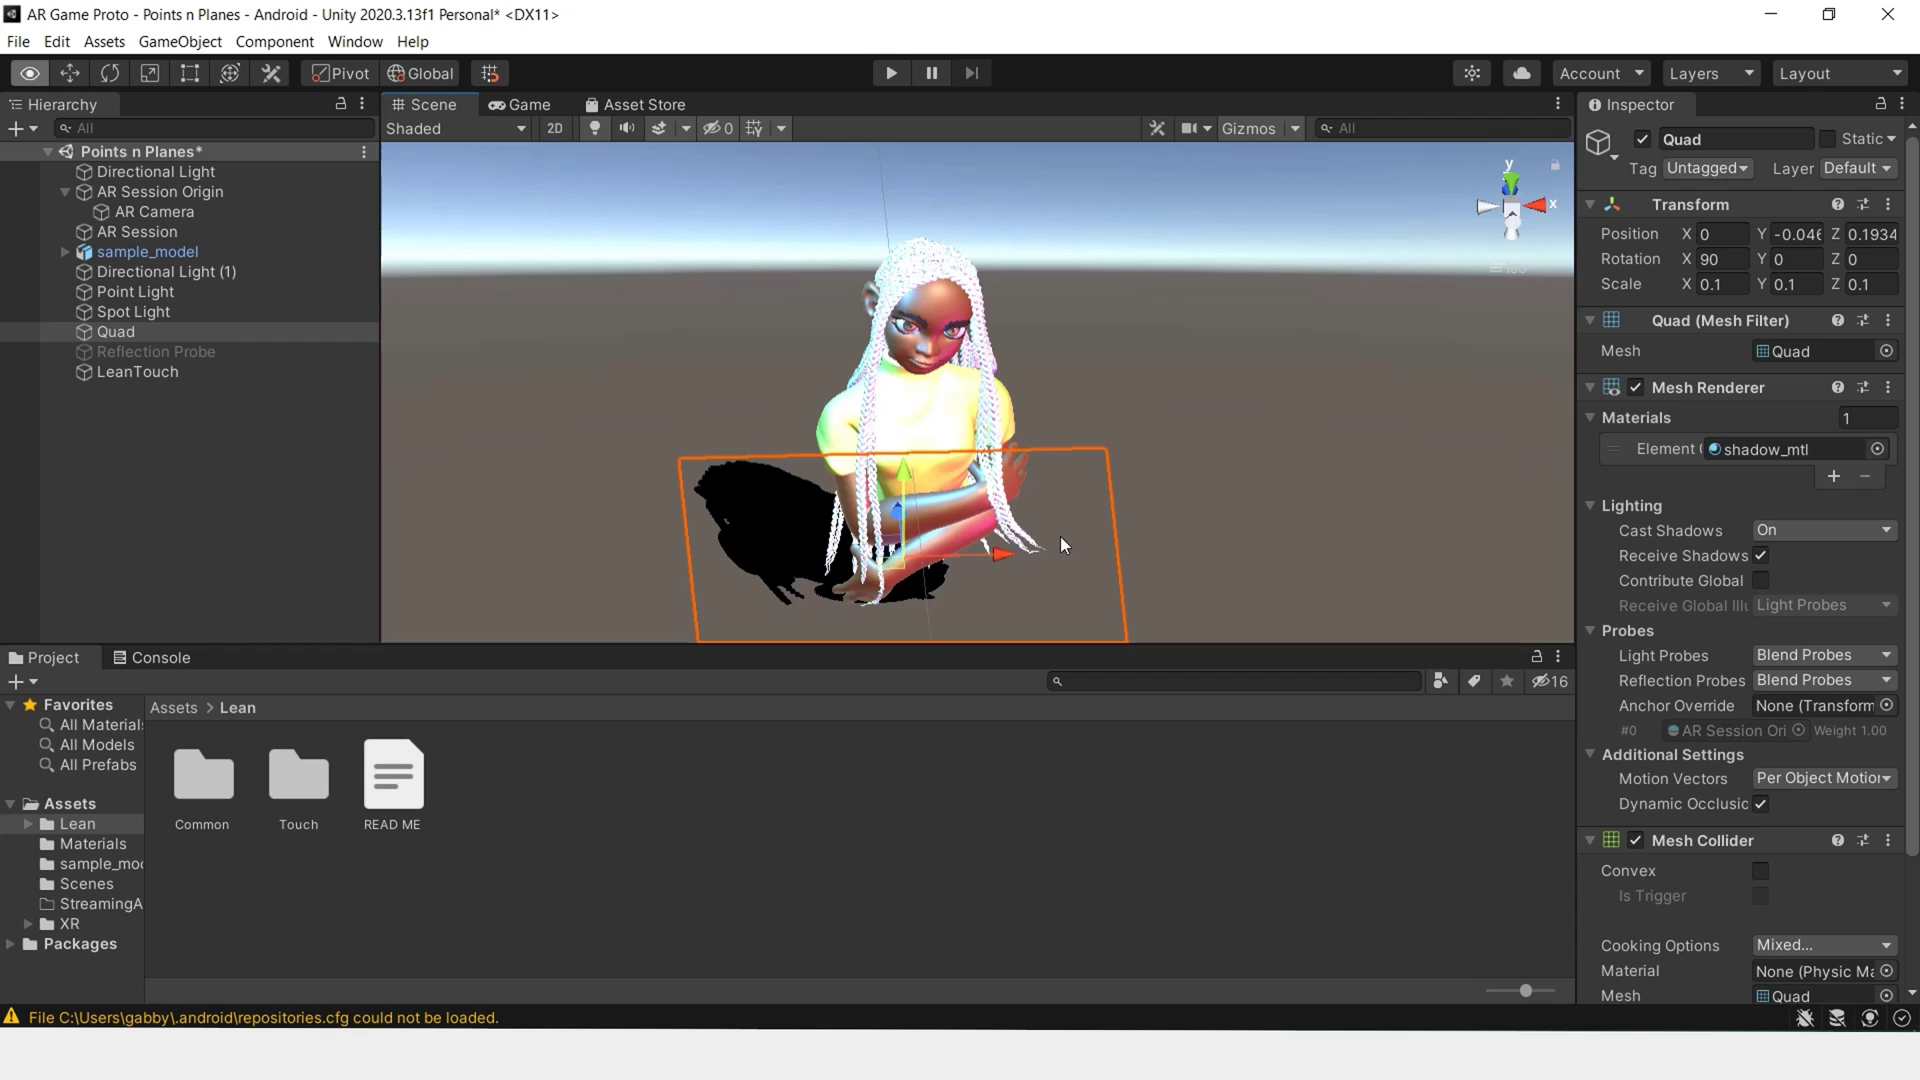 AR Game Proto - Points n Planes - Android - Unity 2020.3.13f1 Personal* <DX11>
File Edit Assets GameObject Component Window Help
Pivot Global Account Layers Layout
Hierarchy
All
Points n Planes*
Directional Light
AR Session Origin
AR Camera
AR Session
sample_model
Directional Light (1)
Point Light
Spot Light
Quad
Reflection Probe
LeanTouch
Scene Game Asset Store
Shaded 2D 0 Gizmos All
y
x
Iso
Inspector
Quad Static
Tag Untagged Layer Default
Transform
Position X 0 Y -0.046 Z 0.1934
Rotation X 90 Y 0 Z 0
Scale X 0.1 Y 0.1 Z 0.1
Quad (Mesh Filter)
Mesh Quad
Mesh Renderer
Materials 1
Element shadow_mtl
Lighting
Cast Shadows On
Receive Shadows
Contribute Global
Receive Global Illu Light Probes
Probes
Light Probes Blend Probes
Reflection Probes Blend Probes
Anchor Override None (Transform
#0 AR Session Ori Weight 1.00
Additional Settings
Motion Vectors Per Object Motion
Dynamic Occlusic
Mesh Collider
Convex
Is Trigger
Cooking Options Mixed...
Material None (Physic Ma
Mesh Quad
Project Console
16
Favorites
All Materials
All Models
All Prefabs
Assets
Lean
Materials
sample_mod
Scenes
StreamingA
XR
Packages
Assets > Lean
Common Touch READ ME
File C:\Users\gabby\.android\repositories.cfg could not be loaded.